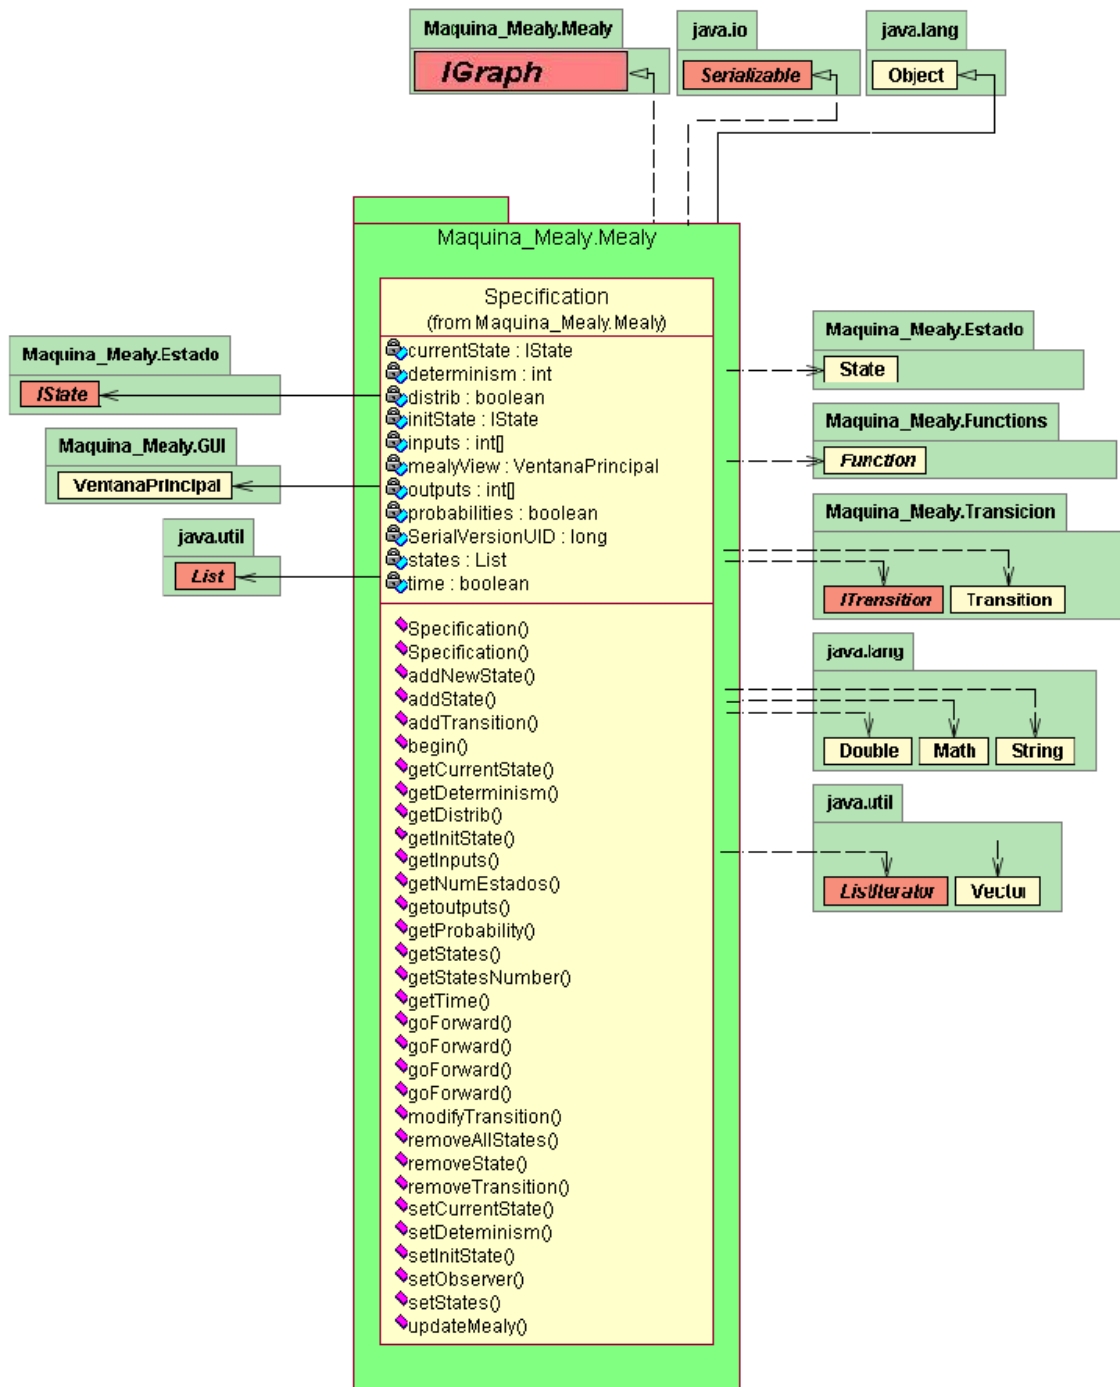 Maquina_Mealy.Mealy
IGraph
java.io
Serializable
java.lang
Object
Maquina_Mealy.Mealy
Specification
(from Maquina_Mealy.Mealy)
currentState : IState
determinism : int
distrib : boolean
initState : IState
inputs : int[]
mealyView : VentanaPrincipal
outputs : int[]
probabilities : boolean
SerialVersionUID : long
states : List
time : boolean
Specification()
Specification()
addNewState()
addState()
addTransition()
begin()
getCurrentState()
getDeterminism()
getDistrib()
getInitState()
getInputs()
getNumEstados()
getoutputs()
getProbability()
getStates()
getStatesNumber()
getTime()
goForward()
goForward()
goForward()
goForward()
modifyTransition()
removeAllStates()
removeState()
removeTransition()
setCurrentState()
setDeteminism()
setInitState()
setObserver()
setStates()
updateMealy()
Maquina_Mealy.Estado
IState
Maquina_Mealy.GUI
VentanaPrincipal
java.util
List
Maquina_Mealy.Estado
State
Maquina_Mealy.Functions
Function
Maquina_Mealy.Transicion
ITransition
Transition
java.lang
Double
Math
String
java.util
ListIterator
Vector